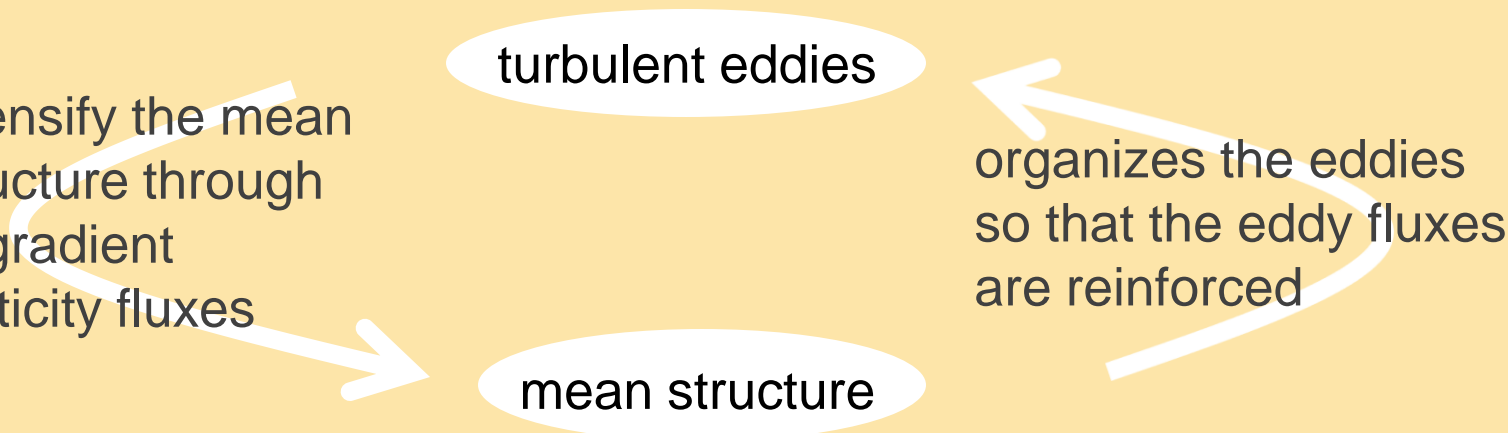 turbulent eddies
ensify the mean
ucture through
gradient
ticity fluxes
organizes the eddies
so that the eddy fluxes
are reinforced
mean structure